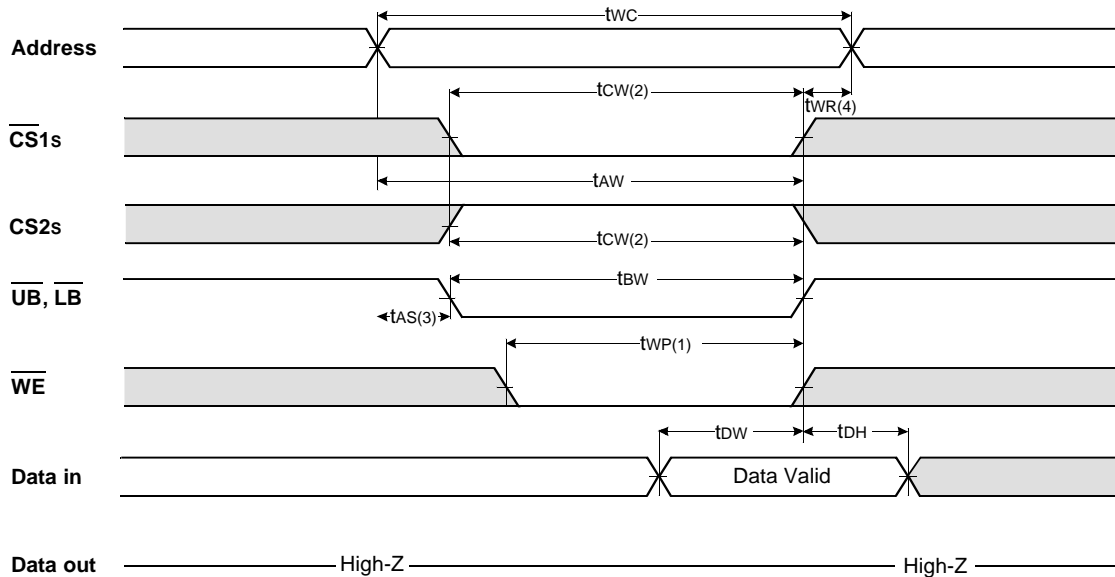 tWC
Address
tCW(2)
tWR(4)
CS1s
tAW
CS2s
tCW(2)
tBW
UB, LB
tAS(3)
tWP(1)
WE
tDW
tDH
Data in
Data Valid
Data out
High-Z
High-Z